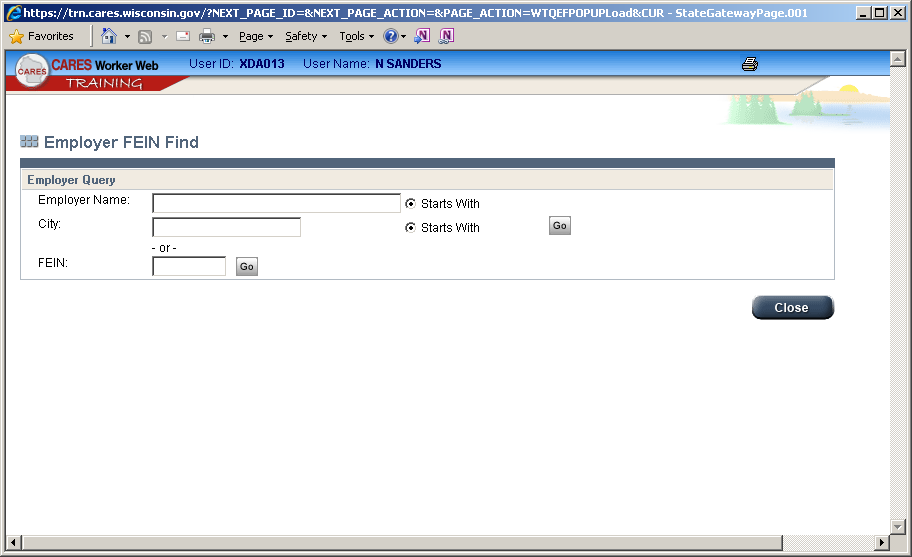 https://trn.cares.wisconsin.gov/?NEXT_PAGE_ID=&NEXT_PAGE_ACTION=&PAGE_ACTION=WTQEFPOPUPLoad&CUR - StateGatewayPage.001
Favorites Page Safety Tools
CARES CARES Worker Web User ID: XDA013 User Name: N SANDERS
TRAINING
Employer FEIN Find
Employer Query
Employer Name: Starts With
City: Starts With Go
- or -
FEIN: Go
Close